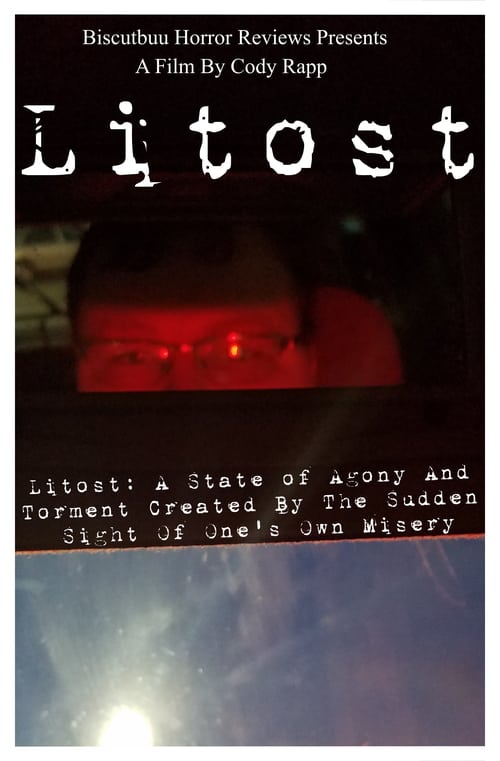 Biscutbuu Horror Reviews Presents
A Film By Cody Rapp
Litost
Litost: A State of Agony And
Torment Created By The Sudden
Sight Of One's Own Misery